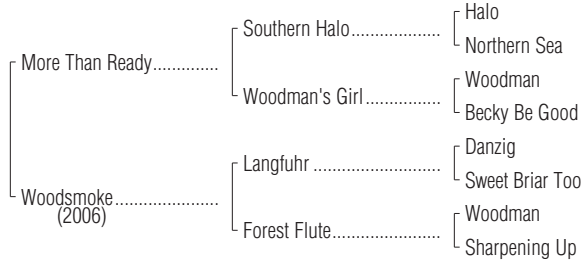 Halo
Southern Halo
Northern Sea
More Than Ready
Woodman
Woodman's Girl
Becky Be Good
Danzig
Langfuhr
Sweet Briar Too
Woodsmoke
(2006)
Woodman
Forest Flute
Sharpening Up